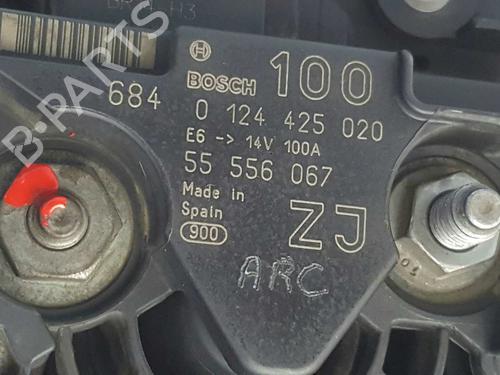 BOSCH 100
684 0 124 425 020
E6 -> 14V 100A
55 556 067
Made in
Spain
900 ZJ
ARC
B-PARTS